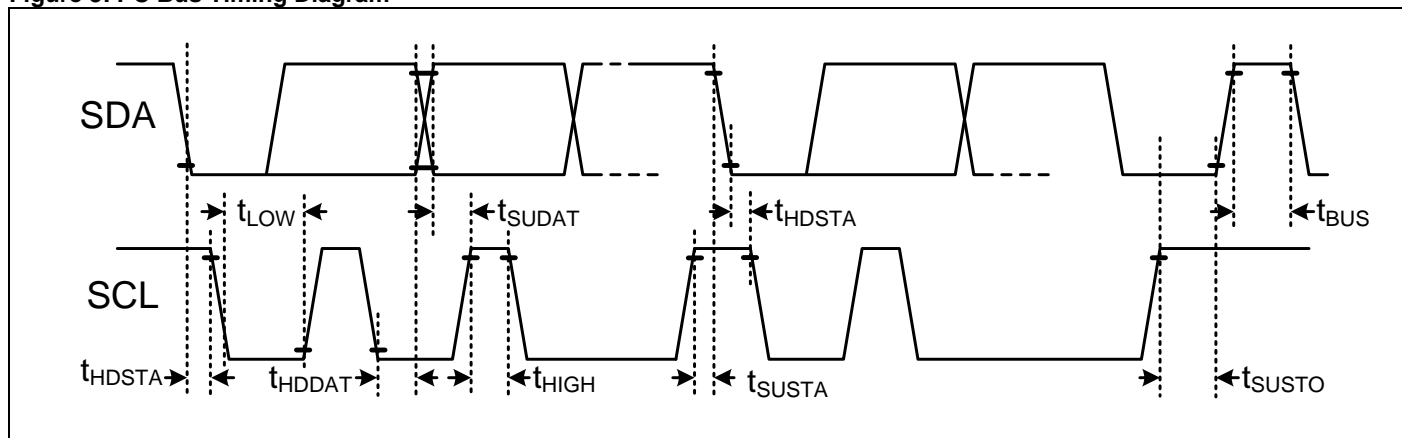 SDA
tLOW
tSUDAT
tHDSTA
tBUS
SCL
tHDSTA
tHDDAT
tHIGH
tSUSTA
tSUSTO